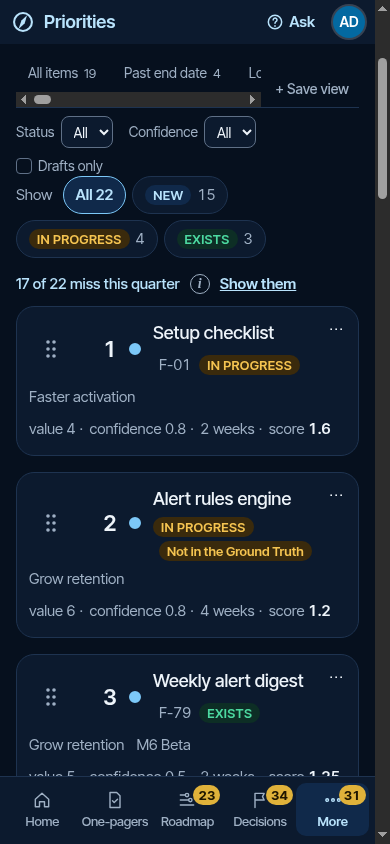 Priorities
Ask
AD
All items 19
Past end date 4
+ Save view
Status
All
Confidence
All
Drafts only
Show
All 22
NEW 15
IN PROGRESS 4
EXISTS 3
17 of 22 miss this quarter
i
Show them
1
Setup checklist
...
F-01 IN PROGRESS
Faster activation
value 4 · confidence 0.8 · 2 weeks · score 1.6
2
Alert rules engine
...
IN PROGRESS
Not in the Ground Truth
Grow retention
value 6 · confidence 0.8 · 4 weeks · score 1.2
3
Weekly alert digest
...
F-79 EXISTS
Grow retention M6 Beta
23
34
31
Home
One-pagers
Roadmap
Decisions
More